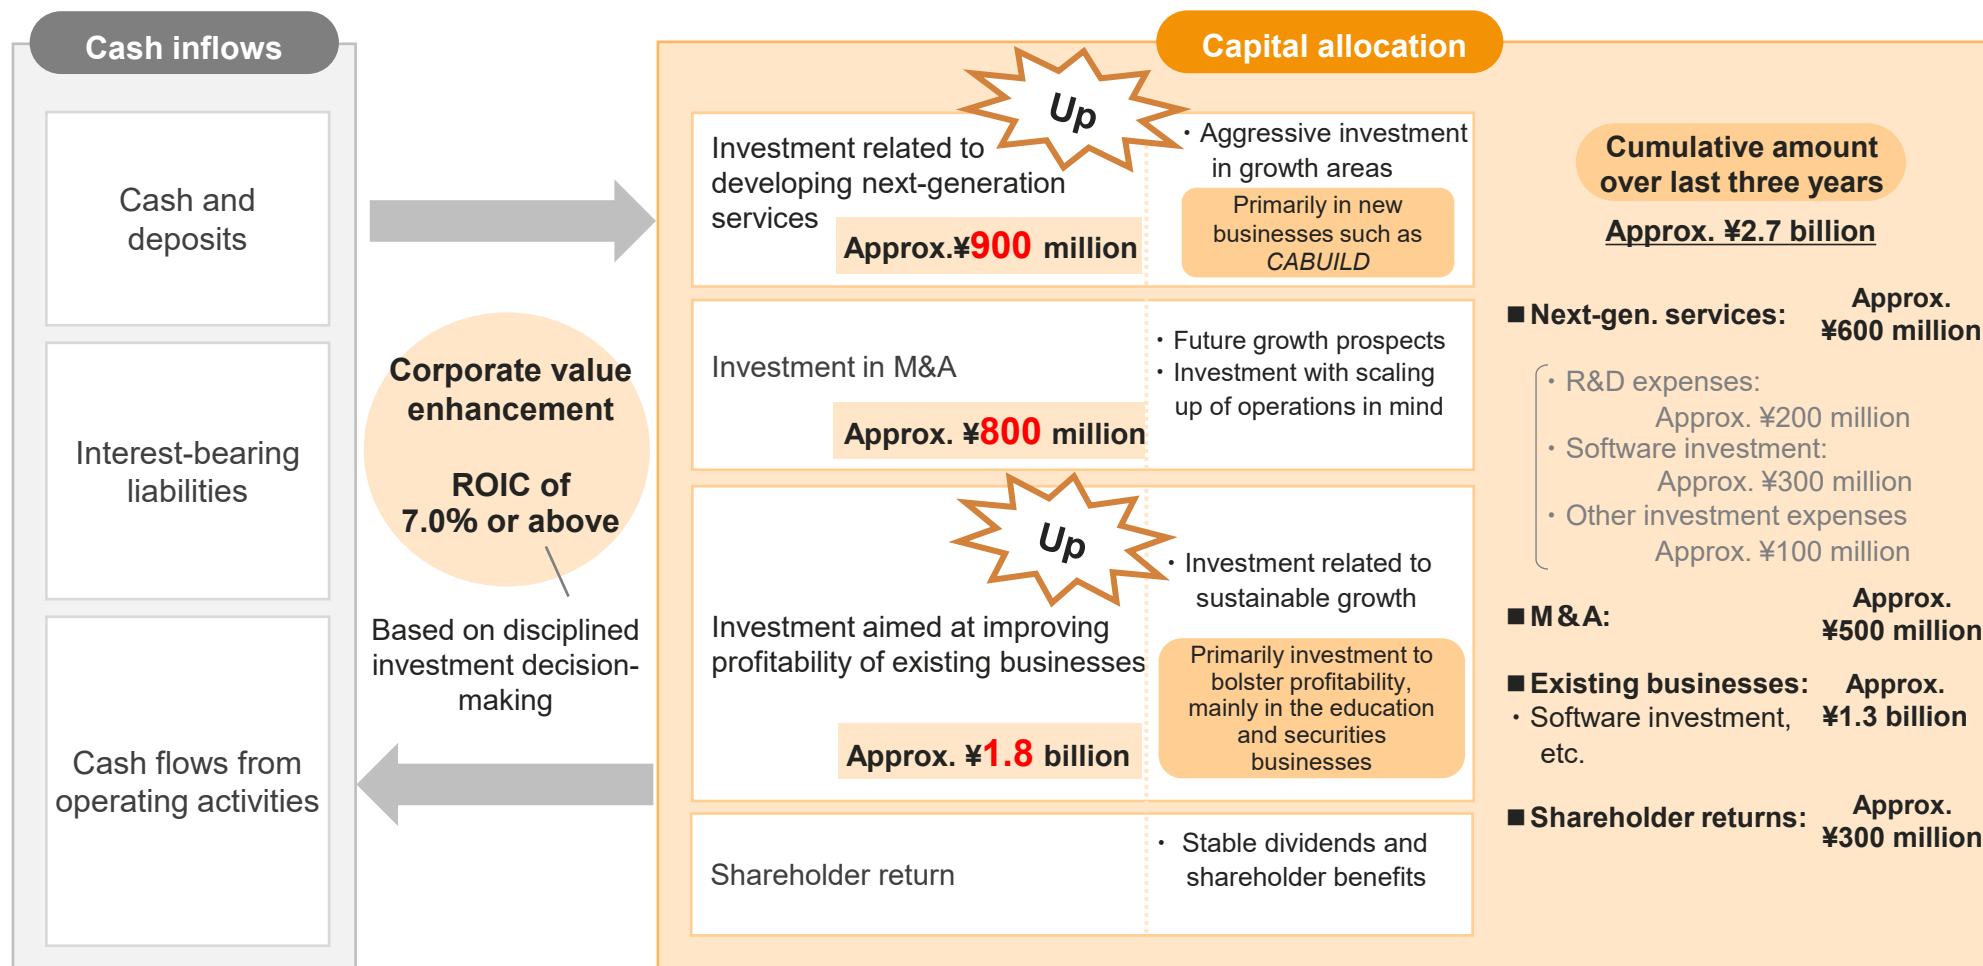 Cash inflows
Cash and
deposits
Interest-bearing
liabilities
Cash flows from
operating activities
Corporate value
enhancement
ROIC of
7.0% or above
Based on disciplined
investment decision-
making
Capital allocation
Up
Investment related to
developing next-generation
services
Approx.¥900 million
・Aggressive investment
in growth areas
Primarily in new
businesses such as
CABUILD
Investment in M&A
Approx. ¥800 million
・Future growth prospects
・Investment with scaling
up of operations in mind
Up
Investment aimed at improving
profitability of existing businesses
Approx. ¥1.8 billion
・Investment related to
sustainable growth
Primarily investment to
bolster profitability,
mainly in the education
and securities
businesses
Shareholder return
・Stable dividends and
shareholder benefits
Cumulative amount
over last three years
Approx. ¥2.7 billion
■Next-gen. services:
Approx.
¥600 million
・R&D expenses:
Approx. ¥200 million
・Software investment:
Approx. ¥300 million
・Other investment expenses
Approx. ¥100 million
■M&A:
Approx.
¥500 million
■Existing businesses:
Approx.
¥1.3 billion
・Software investment,
etc.
■Shareholder returns:
Approx.
¥300 million